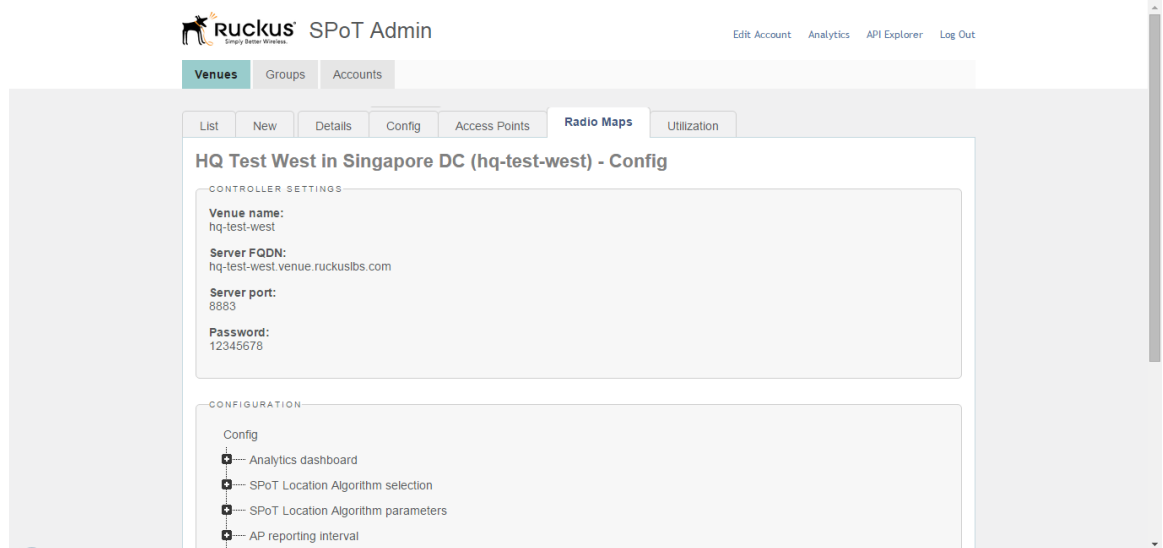 Ruckus SPoT Admin
Simply Better Wireless.
Edit Account Analytics API Explorer Log Out
Venues Groups Accounts
List New Details Config Access Points Radio Maps Utilization
HQ Test West in Singapore DC (hq-test-west) - Config
CONTROLLER SETTINGS
Venue name:
hq-test-west
Server FQDN:
hq-test-west.venue.ruckuslbs.com
Server port:
8883
Password:
12345678
CONFIGURATION
Config
Analytics dashboard
SPoT Location Algorithm selection
SPoT Location Algorithm parameters
AP reporting interval